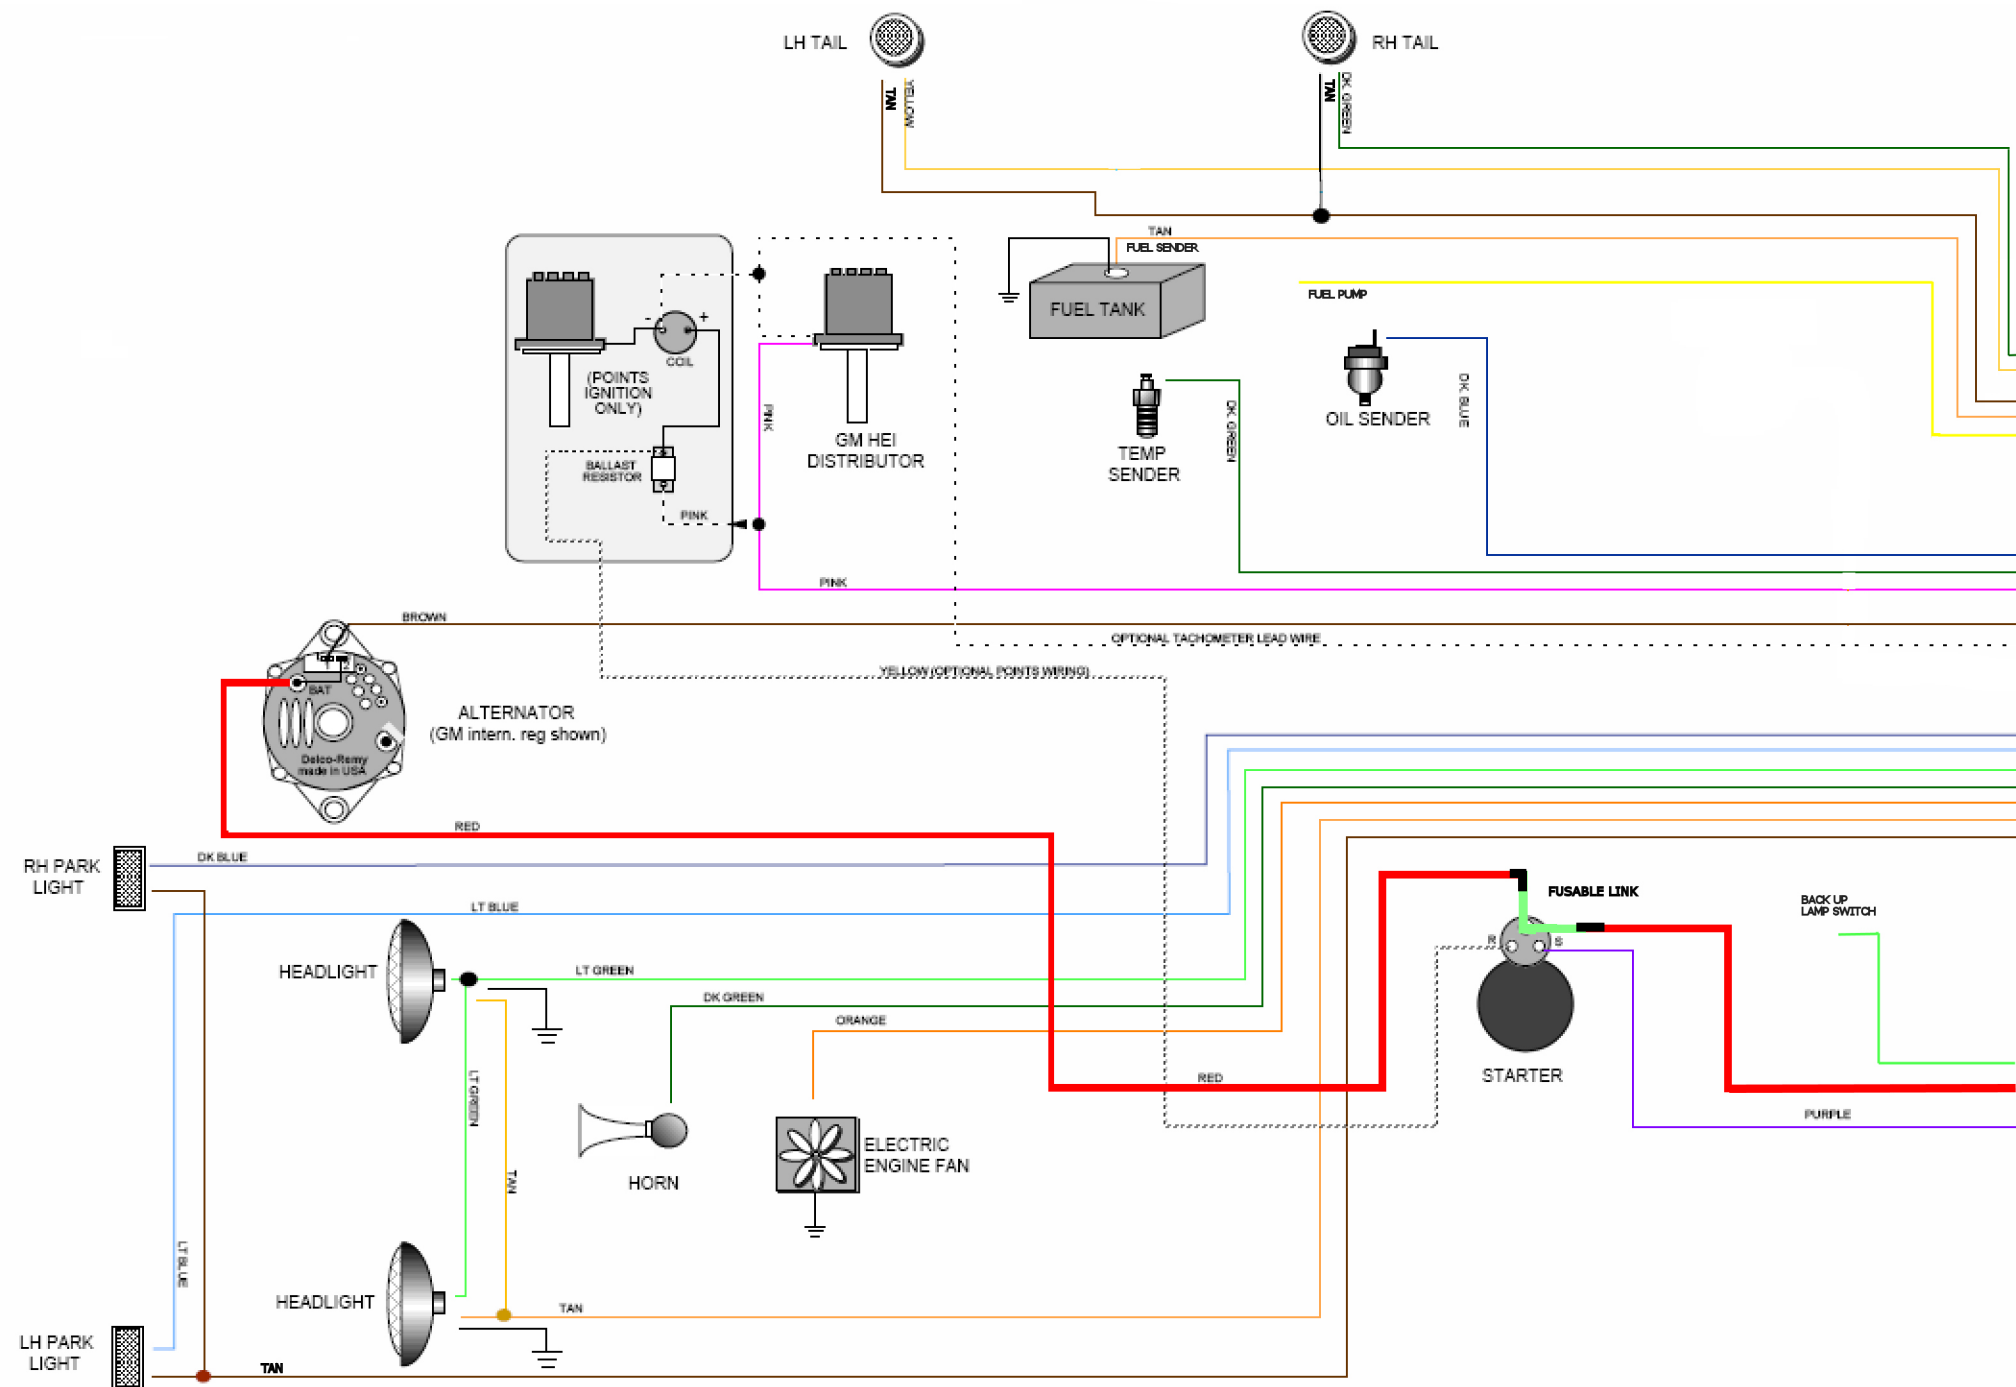 LH TAIL
RH TAIL
TAN
YELLOW
TAN
DK GREEN
TAN
FUEL SENDER
FUEL TANK
FUEL PUMP
- +
COIL
(POINTS
IGNITION
ONLY)
BALLAST
RESISTOR
PINK
PINK
GM HEI
DISTRIBUTOR
TEMP
SENDER
DK GREEN
OIL SENDER
DK BLUE
PINK
BROWN
OPTIONAL TACHOMETER LEAD WIRE
YELLOW (OPTIONAL POINTS WIRING)
BAT
Delco-Remy
made in USA
ALTERNATOR
(GM intern. reg shown)
RED
RH PARK
LIGHT
DK BLUE
LT BLUE
HEADLIGHT
LT GREEN
DK GREEN
ORANGE
LT GREEN
TAN
HORN
ELECTRIC
ENGINE FAN
RED
FUSABLE LINK
R S
STARTER
BACK UP
LAMP SWITCH
PURPLE
LT BLUE
HEADLIGHT
TAN
LH PARK
LIGHT
TAN